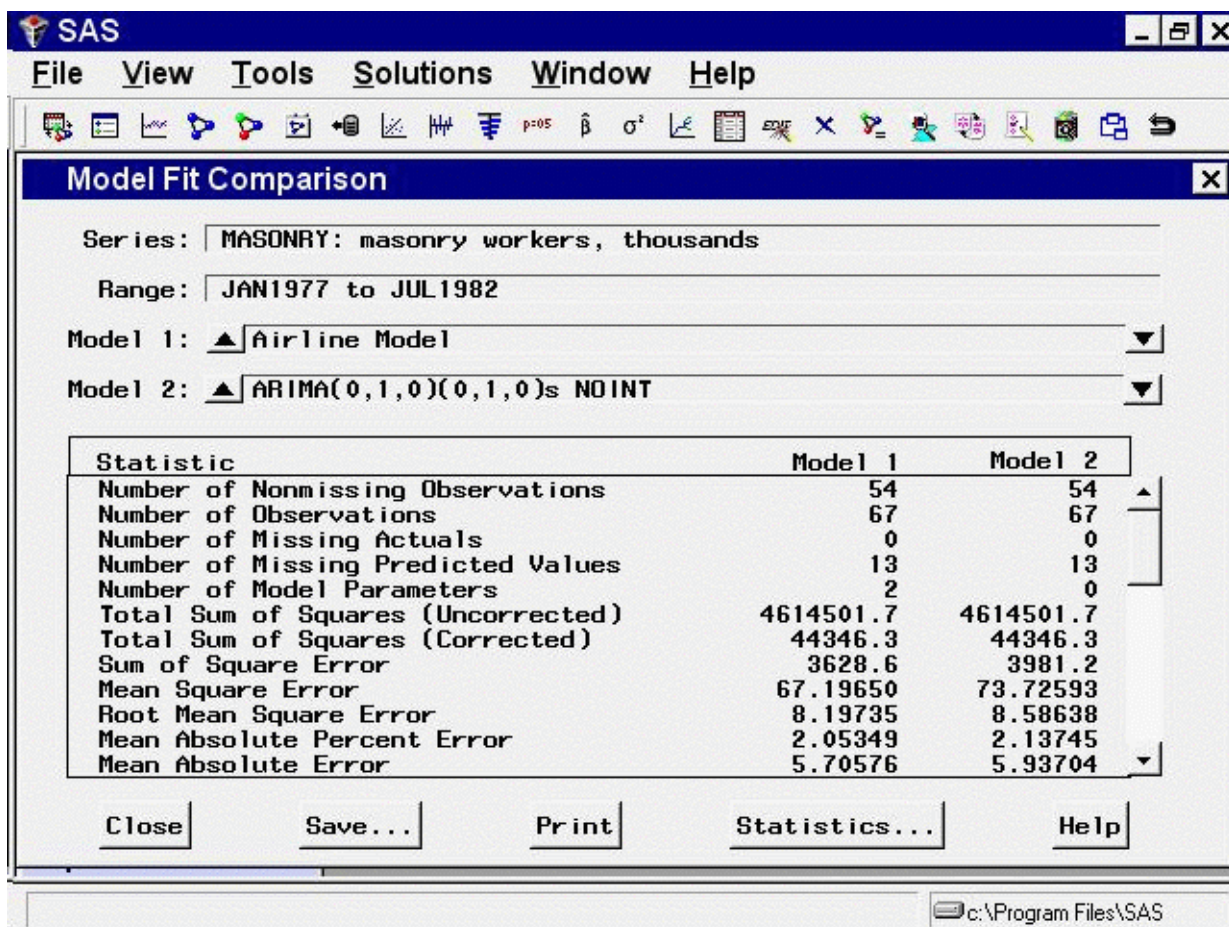 SAS
File View Tools Solutions Window Help
p=05 β̂ σ²
Model Fit Comparison
Series: MASONRY: masonry workers, thousands
Range: JAN1977 to JUL1982
Model 1: Airline Model
Model 2: ARIMA(0,1,0)(0,1,0)s NOINT
Statistic Model 1 Model 2
Number of Nonmissing Observations 54 54
Number of Observations 67 67
Number of Missing Actuals 0 0
Number of Missing Predicted Values 13 13
Number of Model Parameters 2 0
Total Sum of Squares (Uncorrected) 4614501.7 4614501.7
Total Sum of Squares (Corrected) 44346.3 44346.3
Sum of Square Error 3628.6 3981.2
Mean Square Error 67.19650 73.72593
Root Mean Square Error 8.19735 8.58638
Mean Absolute Percent Error 2.05349 2.13745
Mean Absolute Error 5.70576 5.93704
Close Save... Print Statistics... Help
c:\Program Files\SAS